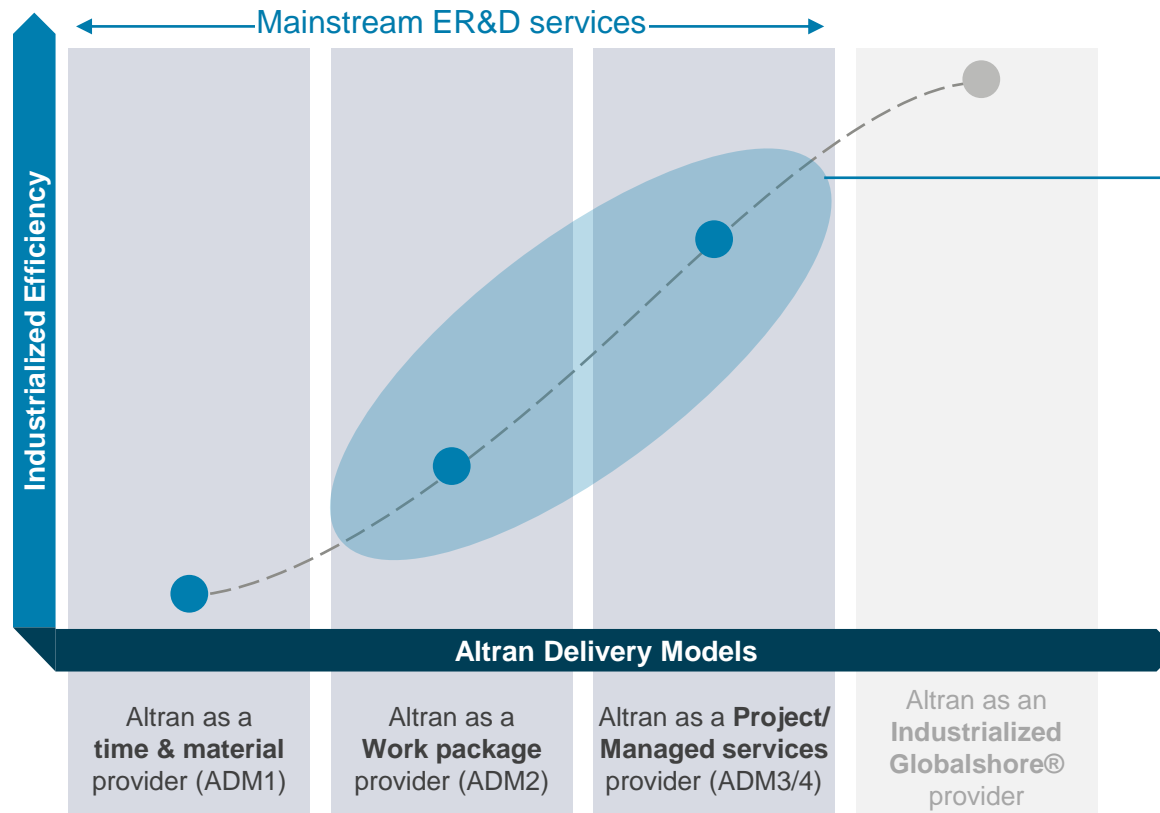 Mainstream ER&D services
Industrialized Efficiency
Altran Delivery Models
Altran as a
time & material
provider (ADM1)
Altran as a
Work package
provider (ADM2)
Altran as a Project/
Managed services
provider (ADM3/4)
Altran as an
Industrialized
Globalshore®
provider